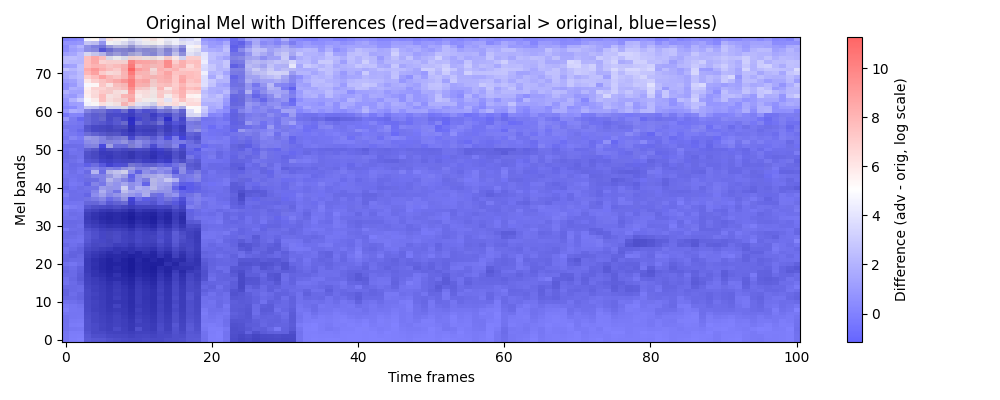 Original Mel with Differences (red=adversarial > original, blue=less)
Mel bands
70
60
50
40
30
20
10
0
0 20 40 60 80 100
Time frames
10
8
6
4
2
0
Difference (adv - orig, log scale)